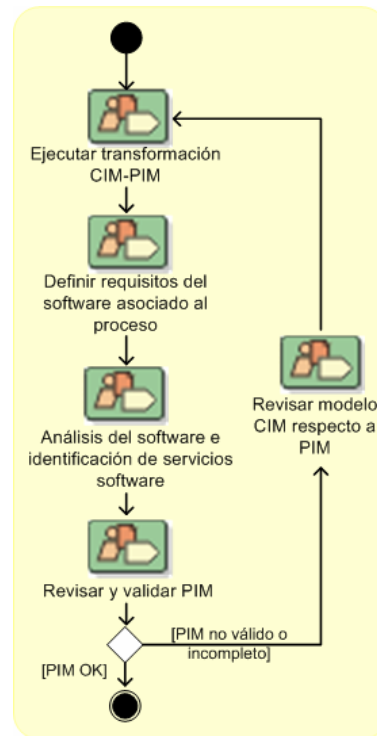 Ejecutar transformación
CIM-PIM
Definir requisitos del
software asociado al
proceso
Análisis del software e
identificación de servicios
software
Revisar y validar PIM
[PIM OK]
[PIM no válido o
incompleto]
Revisar modelo
CIM respecto a
PIM